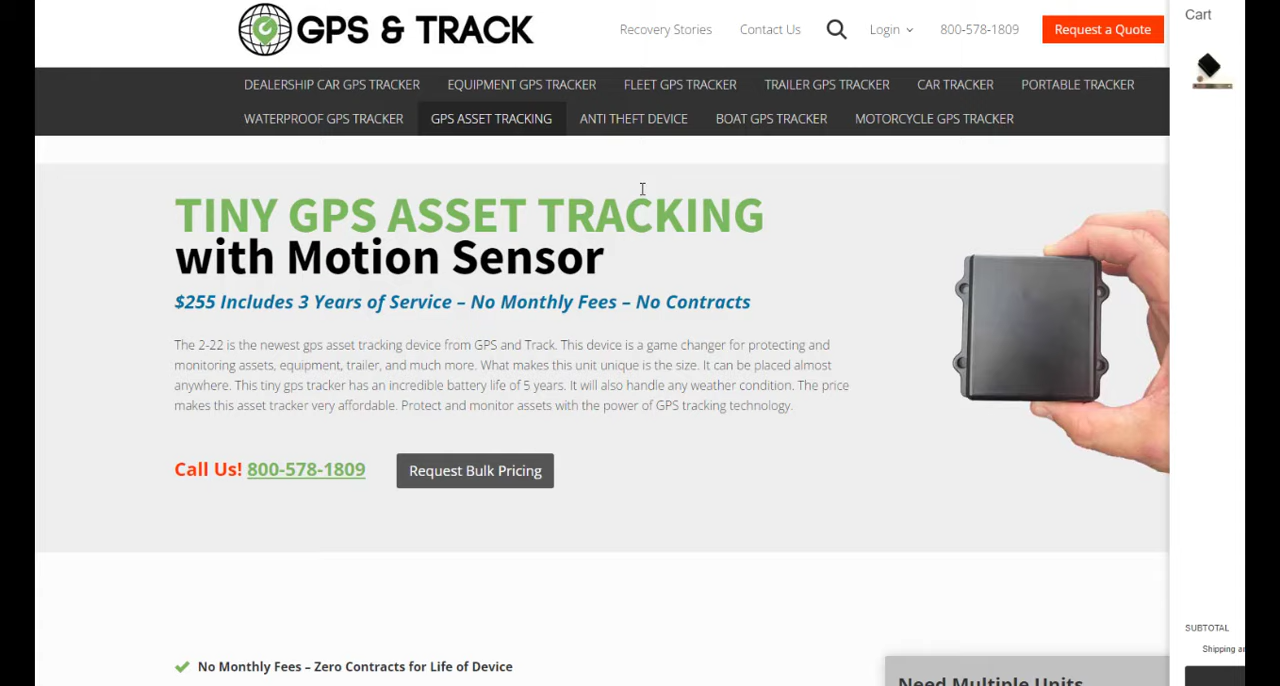 GPS & TRACK
Recovery Stories
Contact Us
Login
800-578-1809
Request a Quote
Cart
DEALERSHIP CAR GPS TRACKER
EQUIPMENT GPS TRACKER
FLEET GPS TRACKER
TRAILER GPS TRACKER
CAR TRACKER
PORTABLE TRACKER
WATERPROOF GPS TRACKER
GPS ASSET TRACKING
ANTI THEFT DEVICE
BOAT GPS TRACKER
MOTORCYCLE GPS TRACKER
TINY GPS ASSET TRACKING
with Motion Sensor
$255 Includes 3 Years of Service – No Monthly Fees – No Contracts
The 2-22 is the newest gps asset tracking device from GPS and Track. This device is a game changer for protecting and
monitoring assets, equipment, trailer, and much more. What makes this unit unique is the size. It can be placed almost
anywhere. This tiny gps tracker has an incredible battery life of 5 years. It will also handle any weather condition. The price
makes this asset tracker very affordable. Protect and monitor assets with the power of GPS tracking technology.
Call Us! 800-578-1809
Request Bulk Pricing
SUBTOTAL
Shipping
No Monthly Fees – Zero Contracts for Life of Device
Need Multiple Units